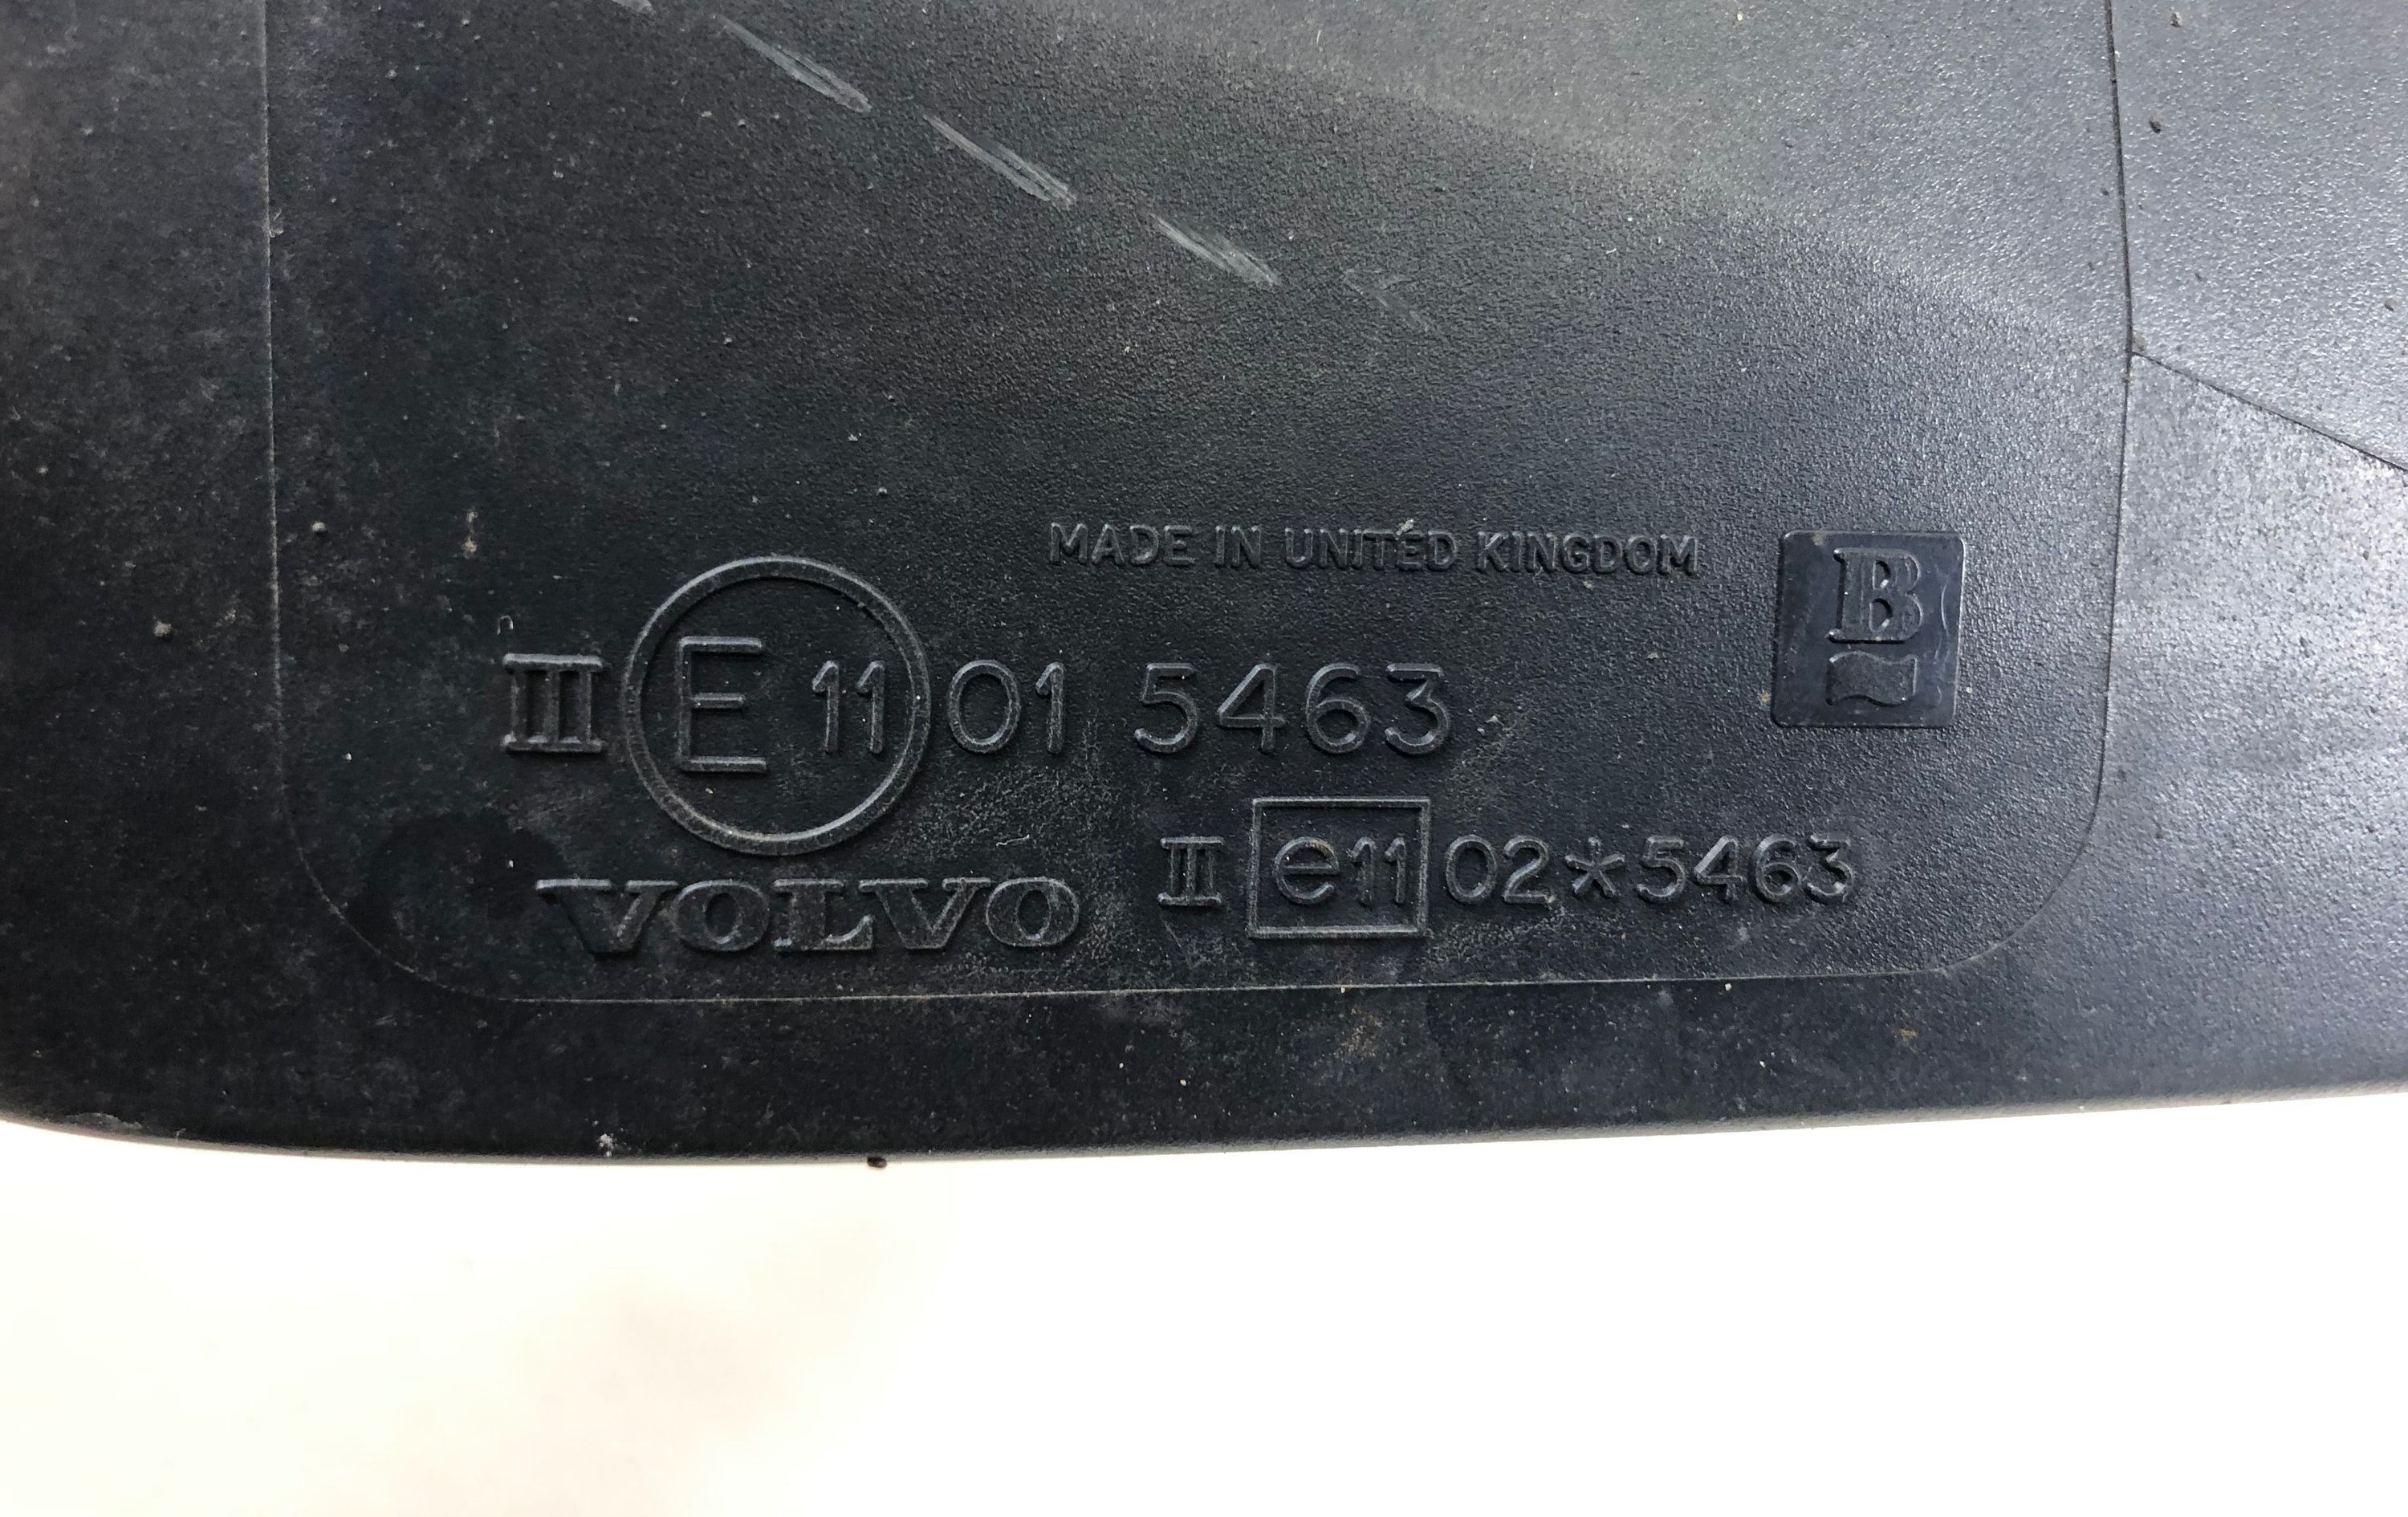 MADE IN UNITED KINGDOM
B
III E 11 01 5463
II e11 02*5463
VOLVO